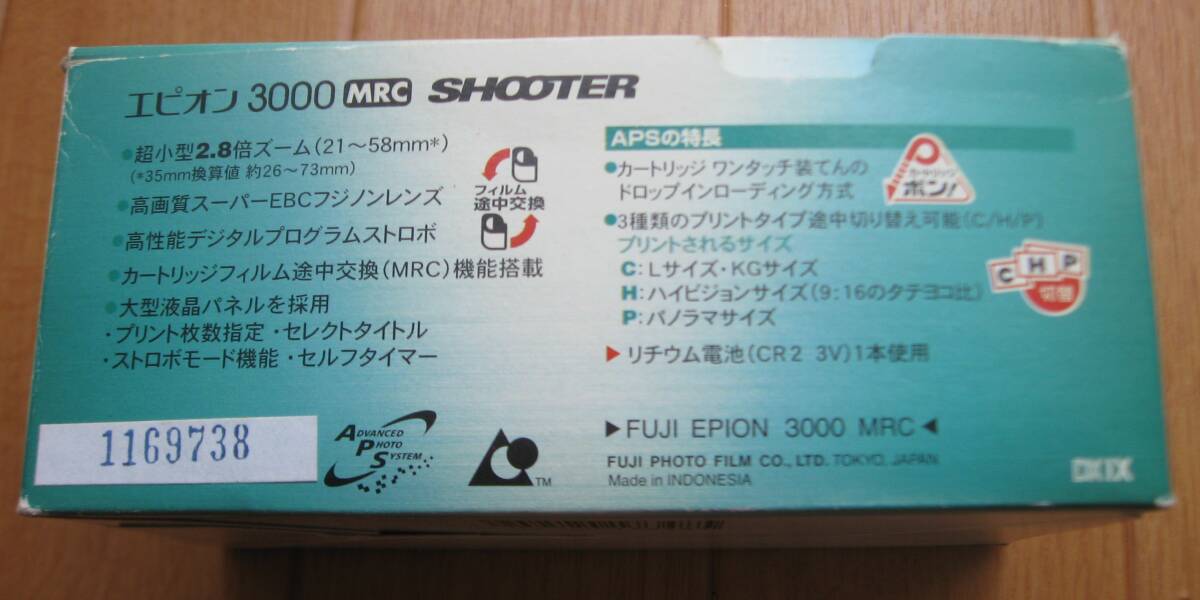 エピオン 3000 MRC SHOOTER
●超小型2.8倍ズーム(21～58mm*)
(*35mm換算値 約26～73mm)
●高画質スーパーEBCフジノンレンズ
●高性能デジタルプログラムストロボ
●カートリッジフィルム途中交換(MRC)機能搭載
●大型液晶パネルを採用
・プリント枚数指定・セレクトタイトル
・ストロボモード機能・セルフタイマー
フィルム
途中交換
1169738
ADVANCED
PHOTO
SYSTEM
TM
APSの特長
●カートリッジ ワンタッチ装てんの
ドロップインローディング方式
カートリッジ
ポン!
●3種類のプリントタイプ途中切り替え可能(C/H/P)
プリントされるサイズ
C:Lサイズ・KGサイズ
H:ハイビジョンサイズ(9:16のタテヨコ比)
P:パノラマサイズ
C H P
切替
▶リチウム電池(CR2 3V)1本使用
▶FUJI EPION 3000 MRC◀
FUJI PHOTO FILM CO., LTD. TOKYO, JAPAN
Made in INDONESIA
DXIX